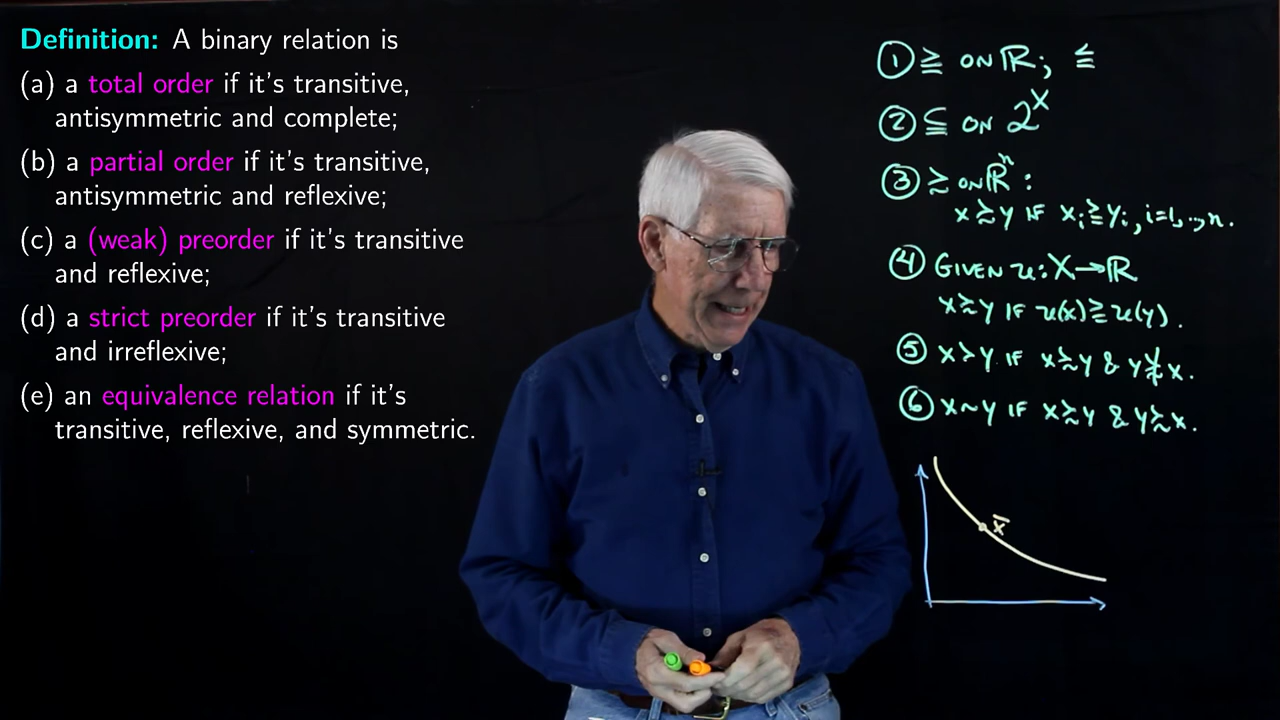 Definition: A binary relation is
(a) a total order if it's transitive,
antisymmetric and complete;
(b) a partial order if it's transitive,
antisymmetric and reflexive;
(c) a (weak) preorder if it's transitive
and reflexive;
(d) a strict preorder if it's transitive
and irreflexive;
(e) an equivalence relation if it's
transitive, reflexive, and symmetric.
① ≧ ON ℝ; ≦
② ⊆ ON 2^X
③ ≿ ON ℝⁿ:
x ≿ y IF xᵢ ≧ yᵢ, i=1,..,n.
④ GIVEN u: X→ℝ
x ≿ y IF u(x) ≧ u(y).
⑤ x ≻ y IF x ≿ y & y ⋡ x.
⑥ x ~ y IF x ≿ y & y ≿ x.
x̄